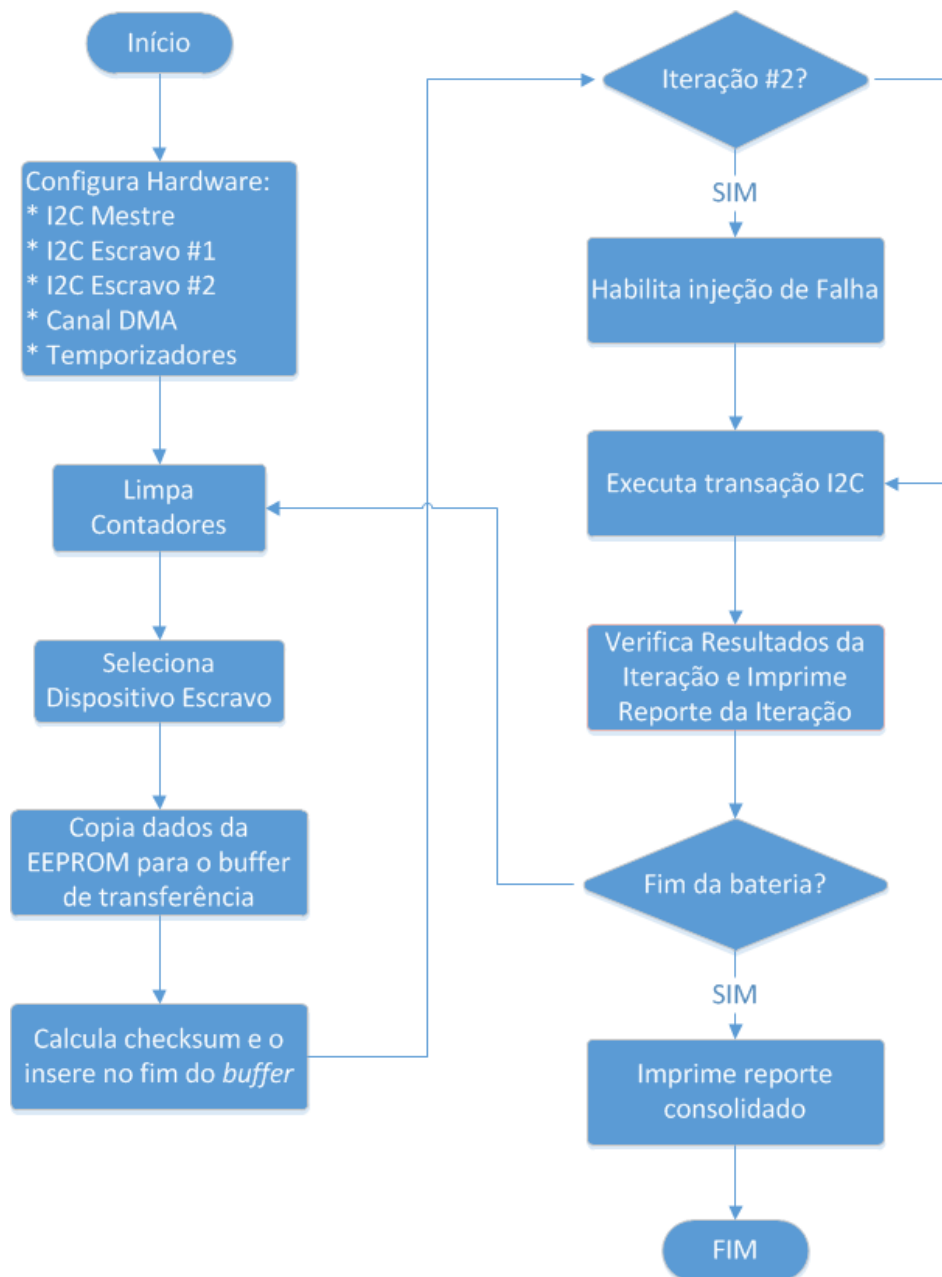 Início
Configura Hardware:
* I2C Mestre
* I2C Escravo #1
* I2C Escravo #2
* Canal DMA
* Temporizadores
Limpa
Contadores
Seleciona
Dispositivo Escravo
Copia dados da
EEPROM para o buffer
de transferência
Calcula checksum e o
insere no fim do buffer
Iteração #2?
SIM
Habilita injeção de Falha
Executa transação I2C
Verifica Resultados da
Iteração e Imprime
Reporte da Iteração
Fim da bateria?
SIM
Imprime reporte
consolidado
FIM